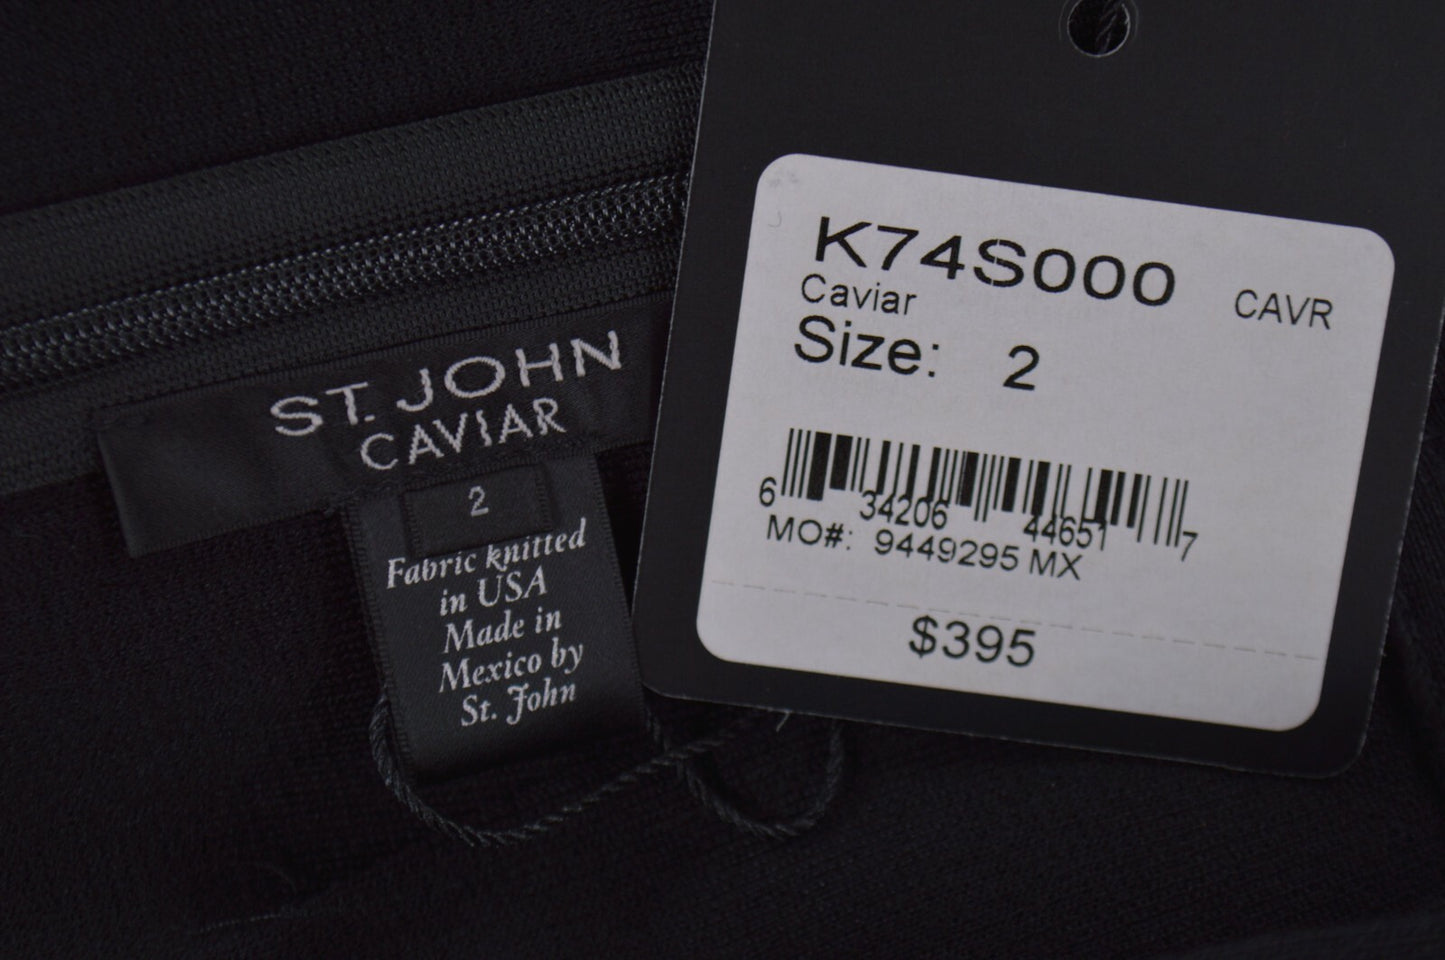 ST. JOHN
CAVIAR
2
Fabric knitted
in USA
Made in
Mexico by
St. John
K74S000 CAVR
Caviar
Size: 2
6 34206 44651 7
MO#: 9449295 MX
$395